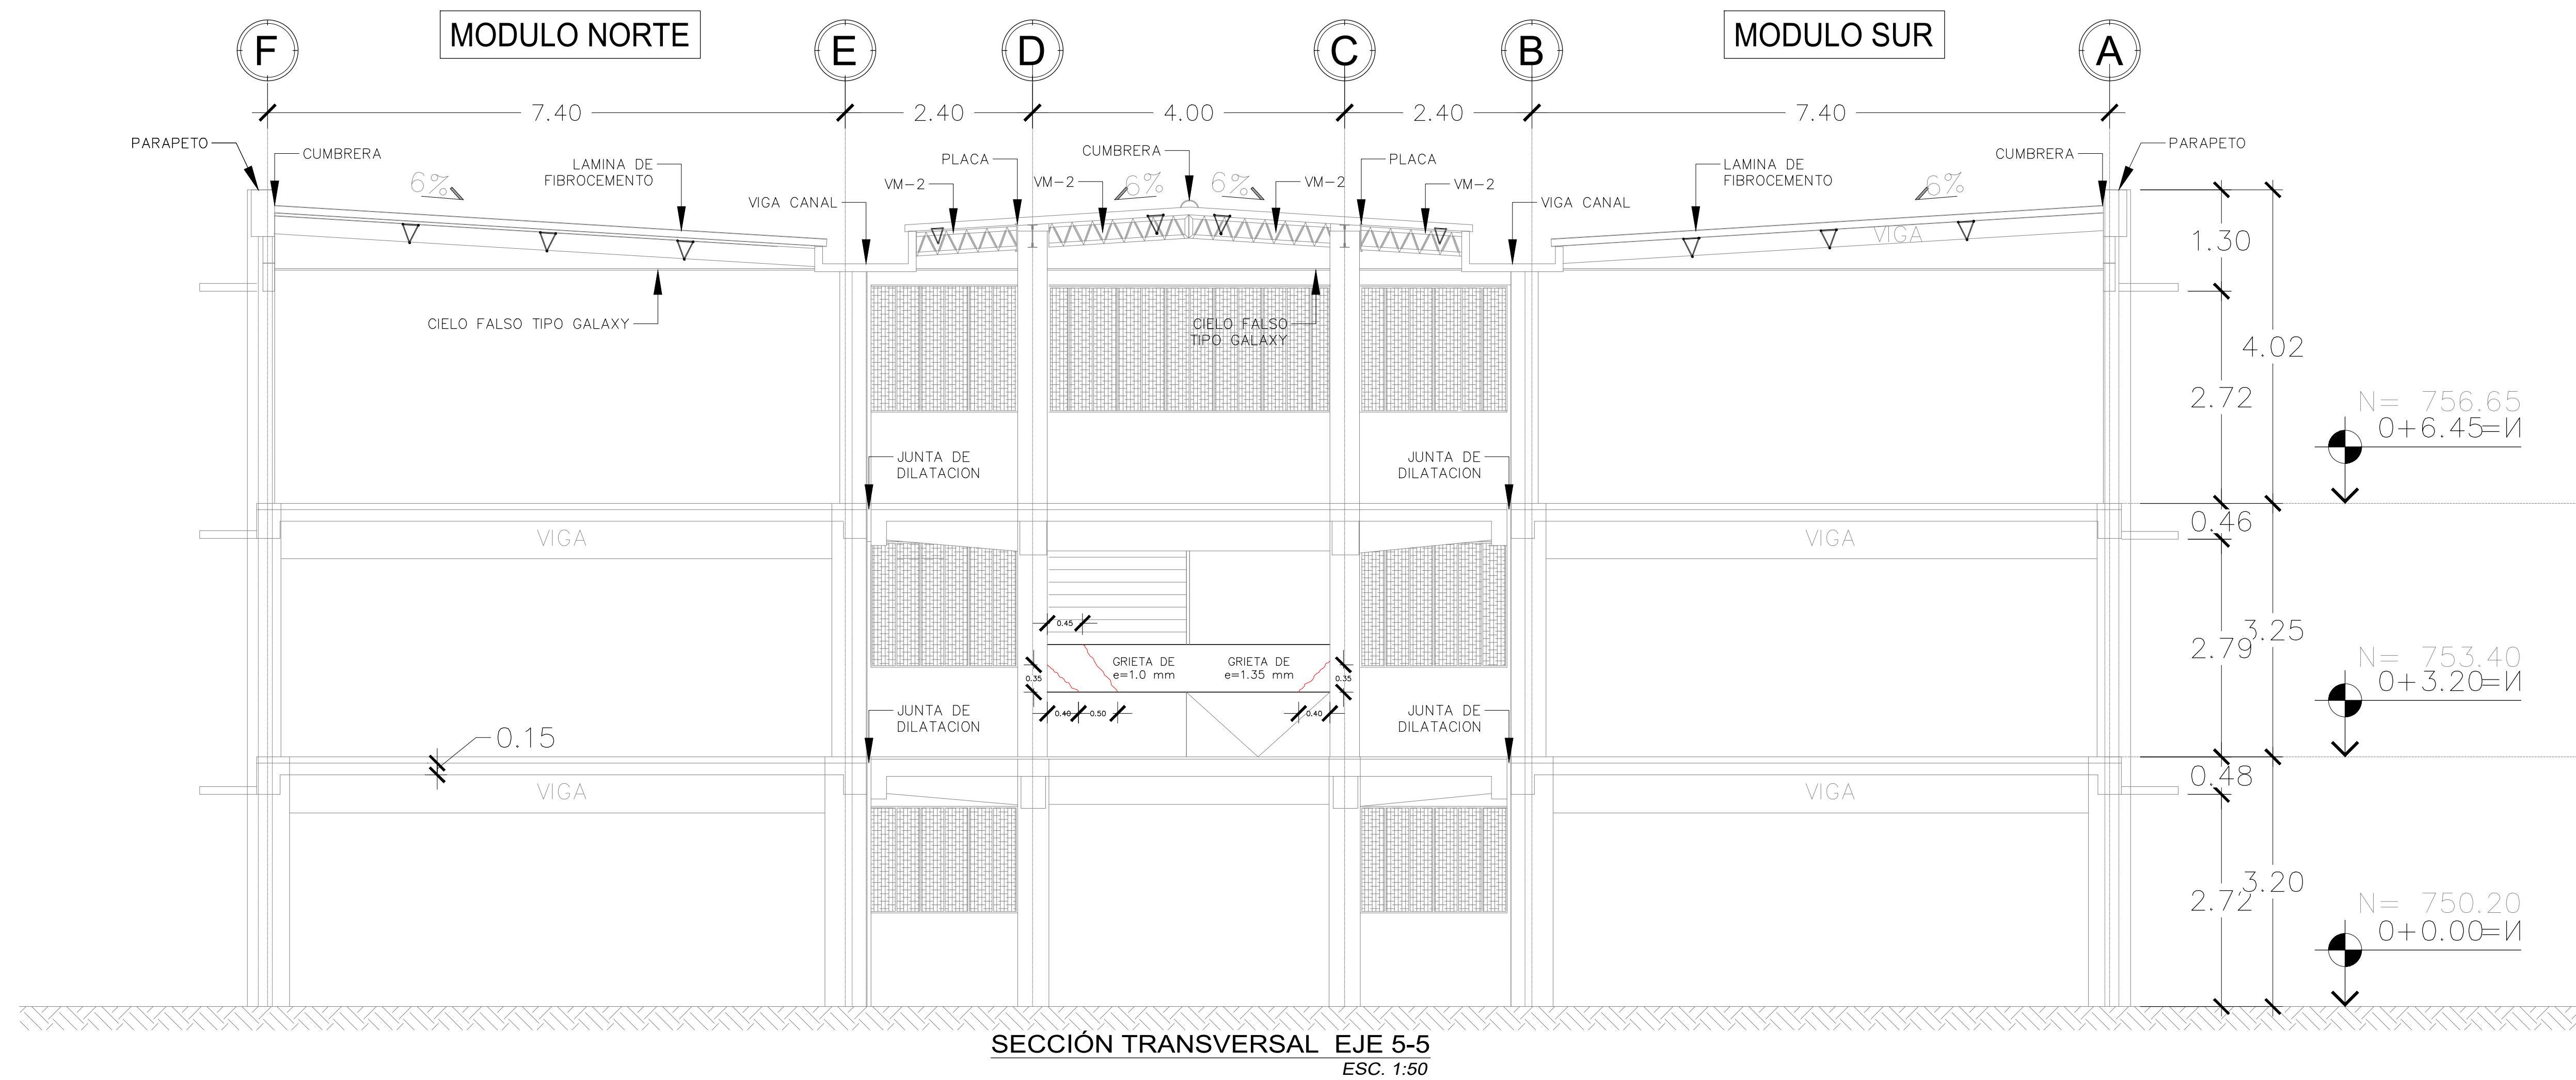 MODULO NORTE
MODULO SUR
F
E
D
C
B
A
7.40
2.40
4.00
2.40
7.40
PARAPETO
CUMBRERA
LAMINA DE
FIBROCEMENTO
6%
VIGA CANAL
PLACA
VM-2
VM-2
CUMBRERA
6%
6%
VM-2
PLACA
VM-2
VIGA CANAL
LAMINA DE
FIBROCEMENTO
6%
CUMBRERA
PARAPETO
VIGA
CIELO FALSO TIPO GALAXY
CIELO FALSO
TIPO GALAXY
1.30
4.02
2.72
N= 756.65
0+6.45=N
JUNTA DE
DILATACION
JUNTA DE
DILATACION
VIGA
VIGA
0.46
0.45
GRIETA DE
e=1.0 mm
GRIETA DE
e=1.35 mm
0.35
0.35
0.40
0.50
0.40
2.79
3.25
N= 753.40
0+3.20=N
JUNTA DE
DILATACION
JUNTA DE
DILATACION
0.15
VIGA
VIGA
0.48
3.20
2.72
N= 750.20
0+0.00=N
SECCIÓN TRANSVERSAL EJE 5-5
ESC. 1:50